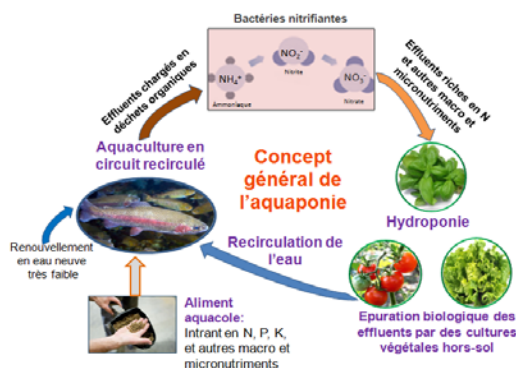 Bactéries nitrifiantes
NO₂⁻
Nitrite
NH₄⁺
Ammoniaque
NO₃⁻
Nitrate
Effluents chargés en
déchets organiques
Effluents riches en N
et autres macro et
micronutriments
Aquaculture en
circuit recirculé
Concept
général de
l'aquaponie
Hydroponie
Renouvellement
en eau neuve
très faible
Recirculation de
l'eau
Aliment
aquacole:
Intrant en N, P, K,
et autres macro et
micronutriments
Epuration biologique des
effluents par des cultures
végétales hors-sol